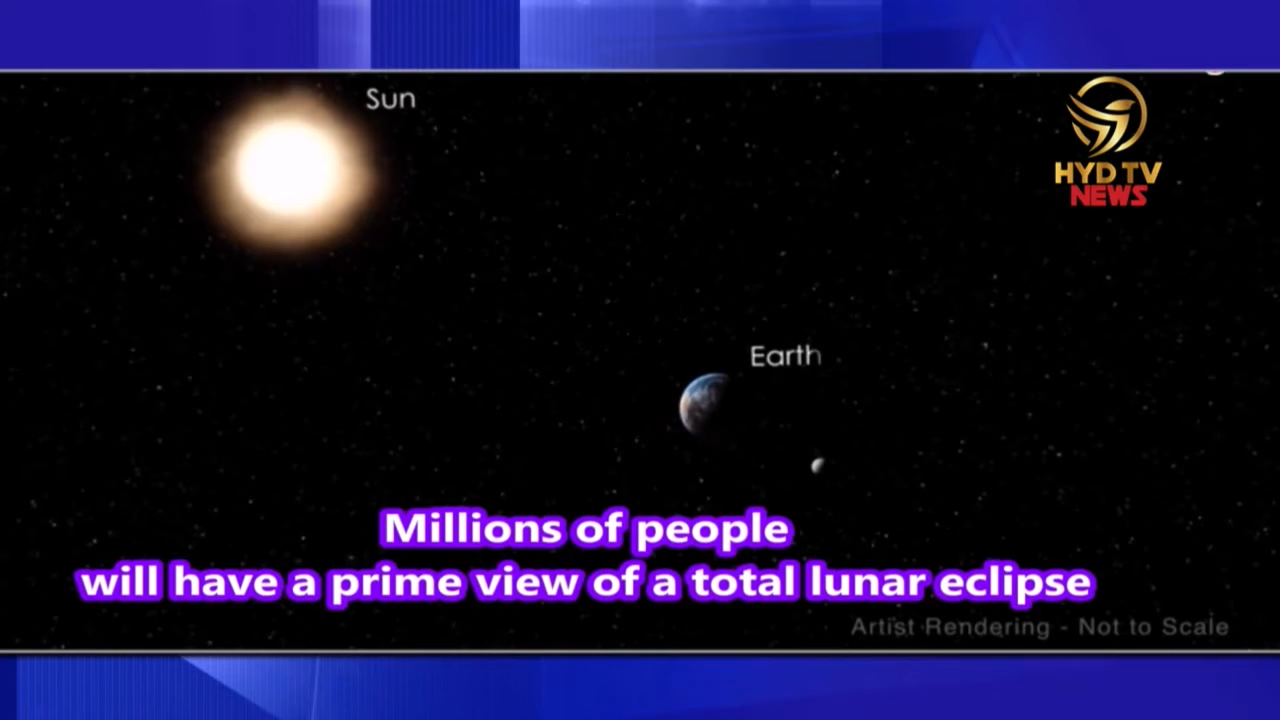 Sun
HYD TV
NEWS
Earth
Millions of people
will have a prime view of a total lunar eclipse
Artist Rendering - Not to Scale